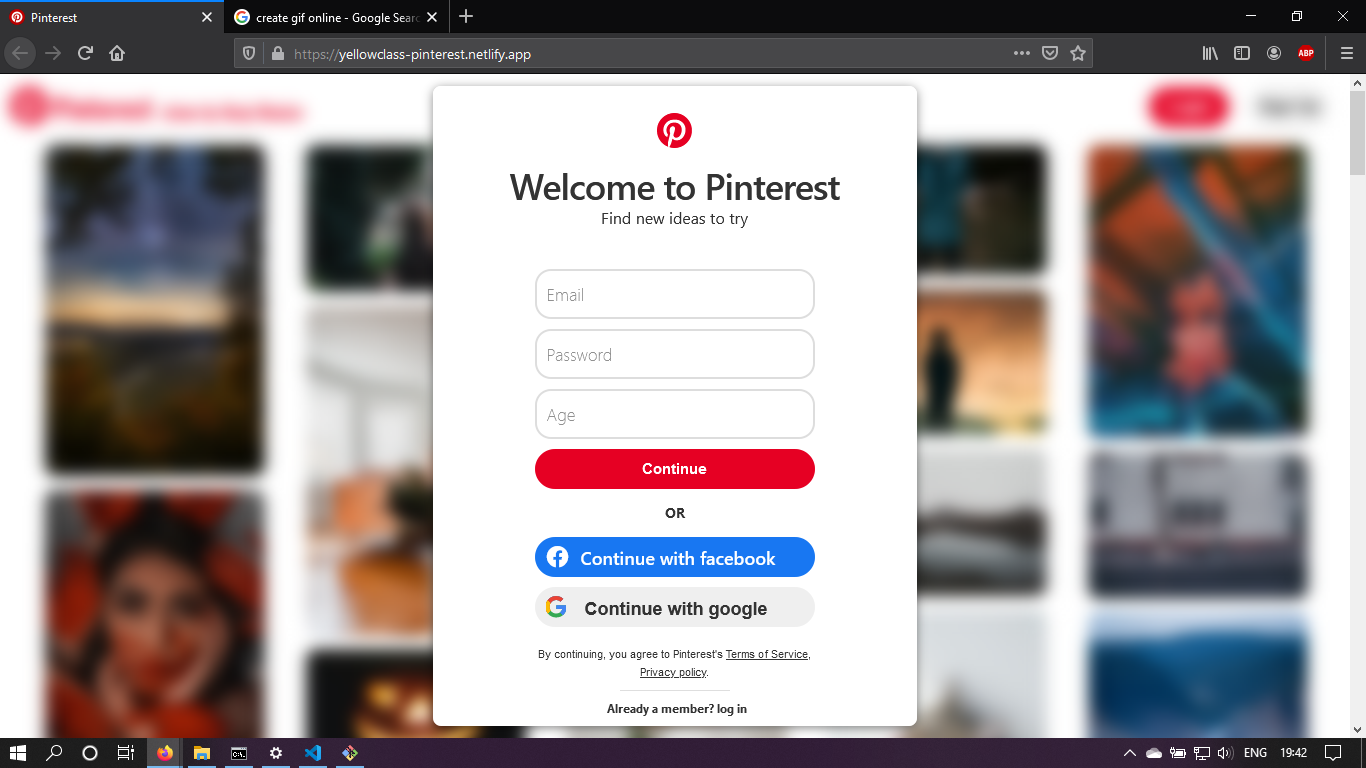 Pinterest
create gif online - Google Searc
https://yellowclass-pinterest.netlify.app
ABP
Welcome to Pinterest
Find new ideas to try
Email
Password
Age
Continue
OR
Continue with facebook
Continue with google
By continuing, you agree to Pinterest's Terms of Service,
Privacy policy.
Already a member? log in
ENG
19:42